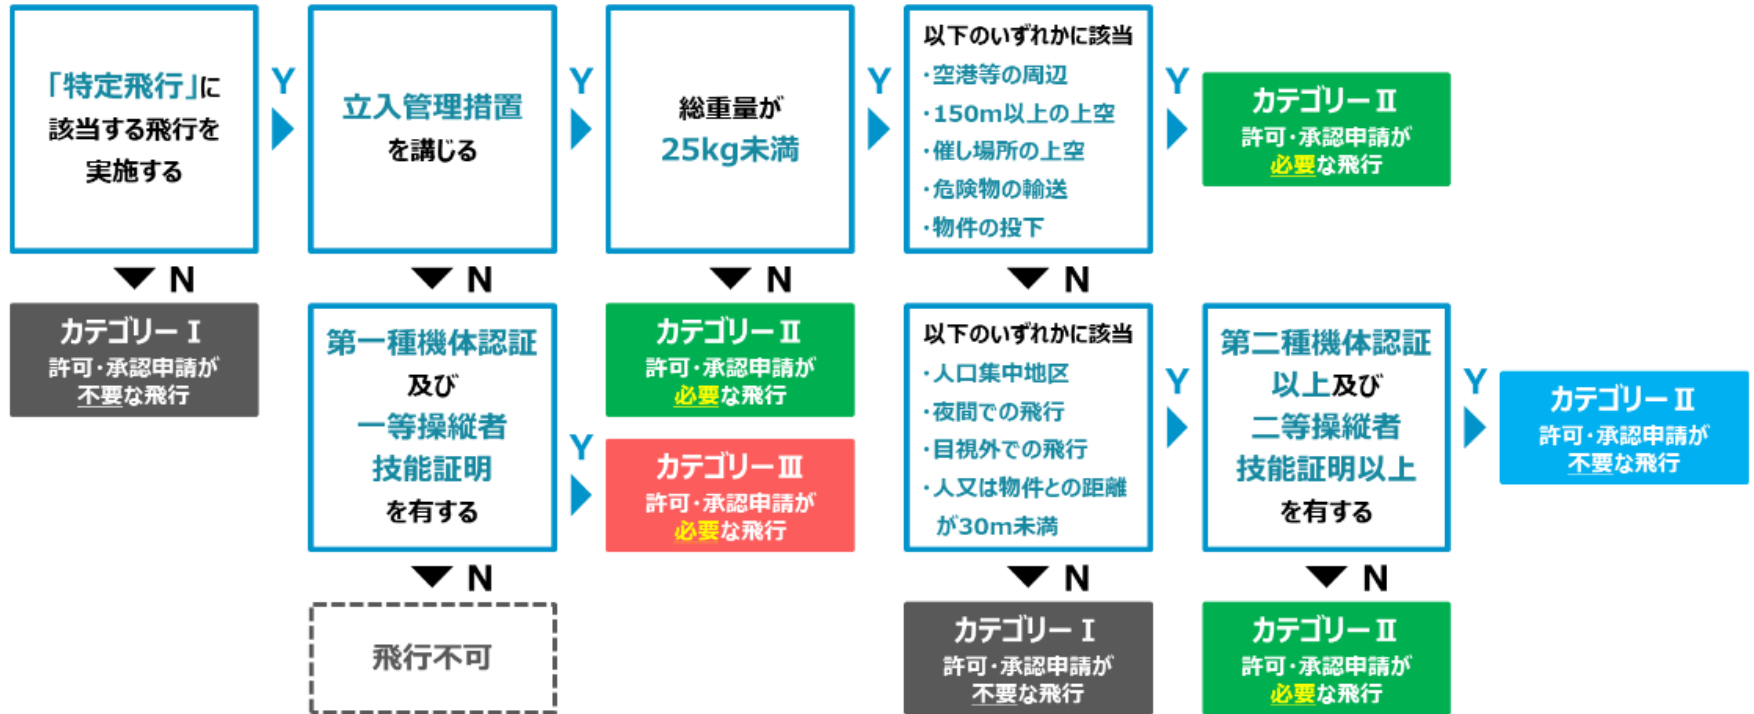 「特定飛行」に
該当する飛行を
実施する
Y
立入管理措置
を講じる
Y
総重量が
25kg未満
Y
以下のいずれかに該当
・空港等の周辺
・150m以上の上空
・催し場所の上空
・危険物の輸送
・物件の投下
Y
カテゴリーⅡ
許可・承認申請が
必要な飛行
N
N
N
N
カテゴリーⅠ
許可・承認申請が
不要な飛行
第一種機体認証
及び
一等操縦者
技能証明
を有する
Y
カテゴリーⅡ
許可・承認申請が
必要な飛行
カテゴリーⅢ
許可・承認申請が
必要な飛行
以下のいずれかに該当
・人口集中地区
・夜間での飛行
・目視外での飛行
・人又は物件との距離
が30m未満
Y
第二種機体認証
以上及び
二等操縦者
技能証明以上
を有する
Y
カテゴリーⅡ
許可・承認申請が
不要な飛行
N
N
N
飛行不可
カテゴリーⅠ
許可・承認申請が
不要な飛行
カテゴリーⅡ
許可・承認申請が
必要な飛行